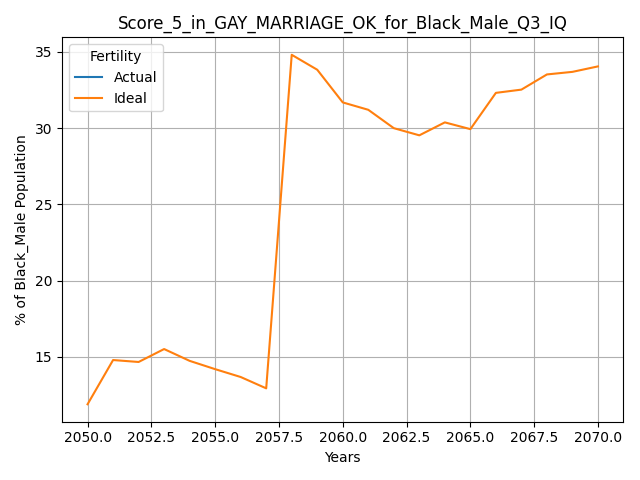 Score_5_in_GAY_MARRIAGE_OK_for_Black_Male_Q3_IQ
Fertility
Actual
Ideal
% of Black_Male Population
35
30
25
20
15
2050.0 2052.5 2055.0 2057.5 2060.0 2062.5 2065.0 2067.5 2070.0
Years